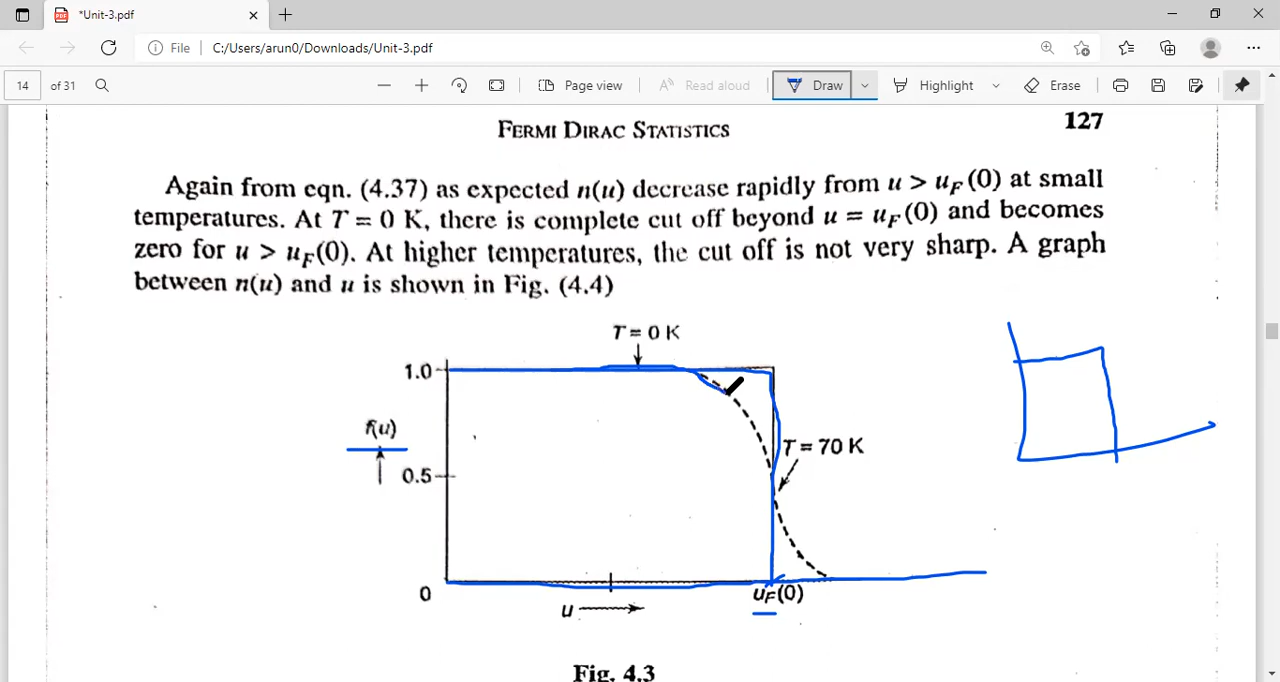 *Unit-3.pdf
File C:/Users/arun0/Downloads/Unit-3.pdf
14 of 31 Page view Read aloud Draw Highlight Erase
FERMI DIRAC STATISTICS 127
Again from eqn. (4.37) as expected n(u) decrease rapidly from u > uF(0) at small
temperatures. At T = 0 K, there is complete cut off beyond u = uF(0) and becomes
zero for u > uF(0). At higher temperatures, the cut off is not very sharp. A graph
between n(u) and u is shown in Fig. (4.4)
T = 0 K
1.0
f(u)
T = 70 K
0.5
0
uF(0)
u
Fig. 4.3